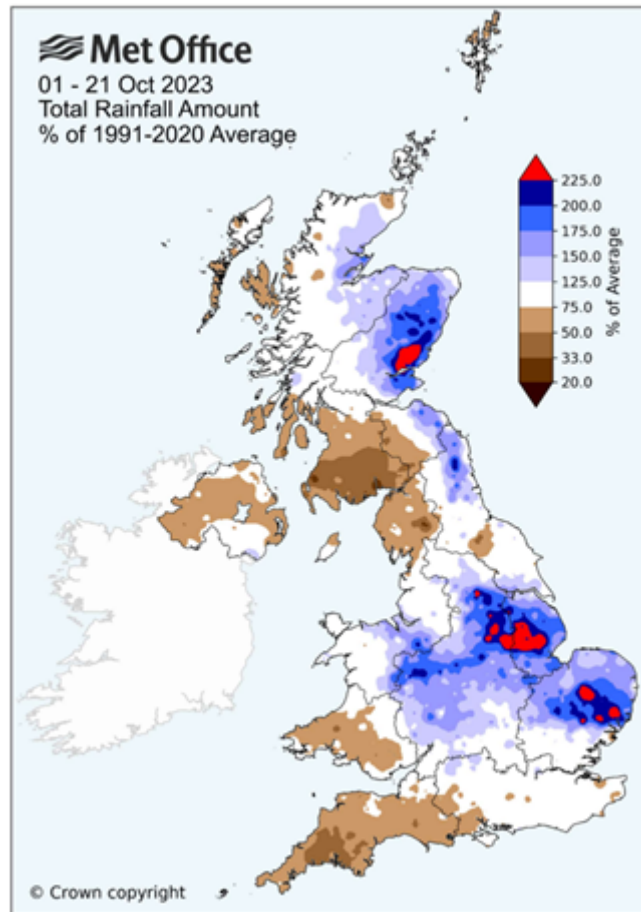 Met Office
01 - 21 Oct 2023
Total Rainfall Amount
% of 1991-2020 Average
225.0
200.0
175.0
150.0
125.0
75.0
50.0
33.0
20.0
% of Average
© Crown copyright